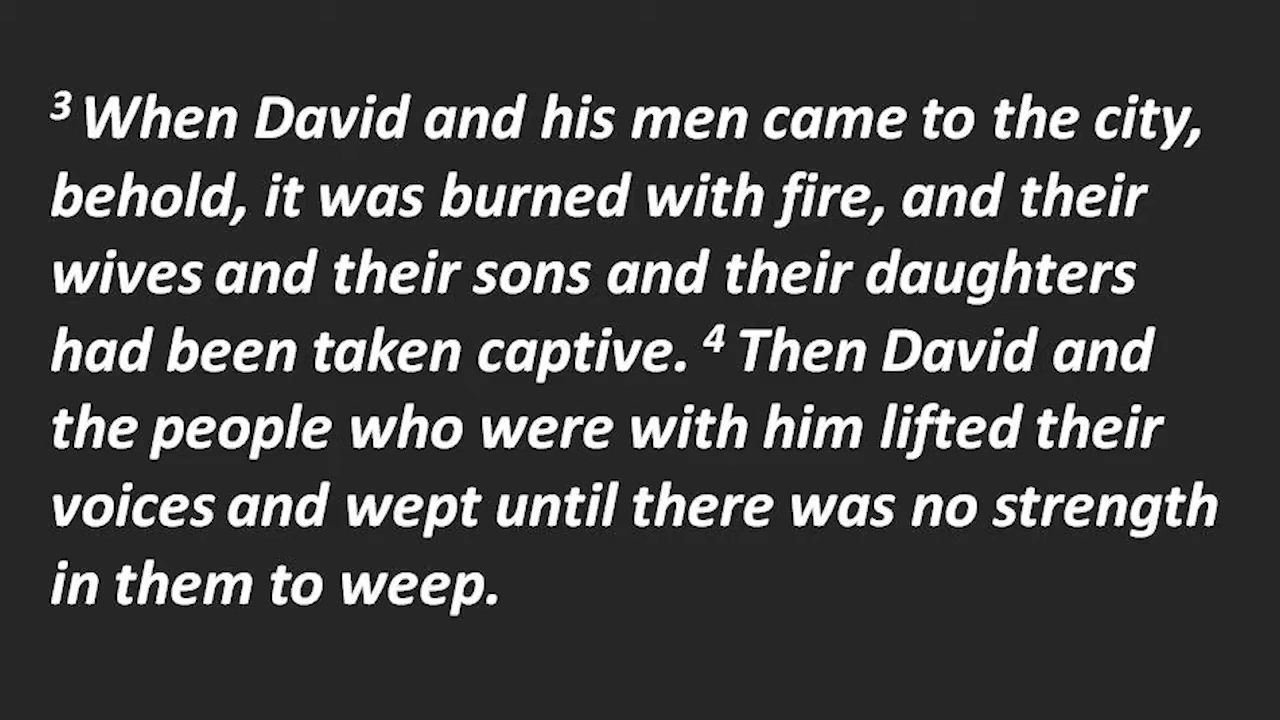 3 When David and his men came to the city,
behold, it was burned with fire, and their
wives and their sons and their daughters
had been taken captive. 4 Then David and
the people who were with him lifted their
voices and wept until there was no strength
in them to weep.